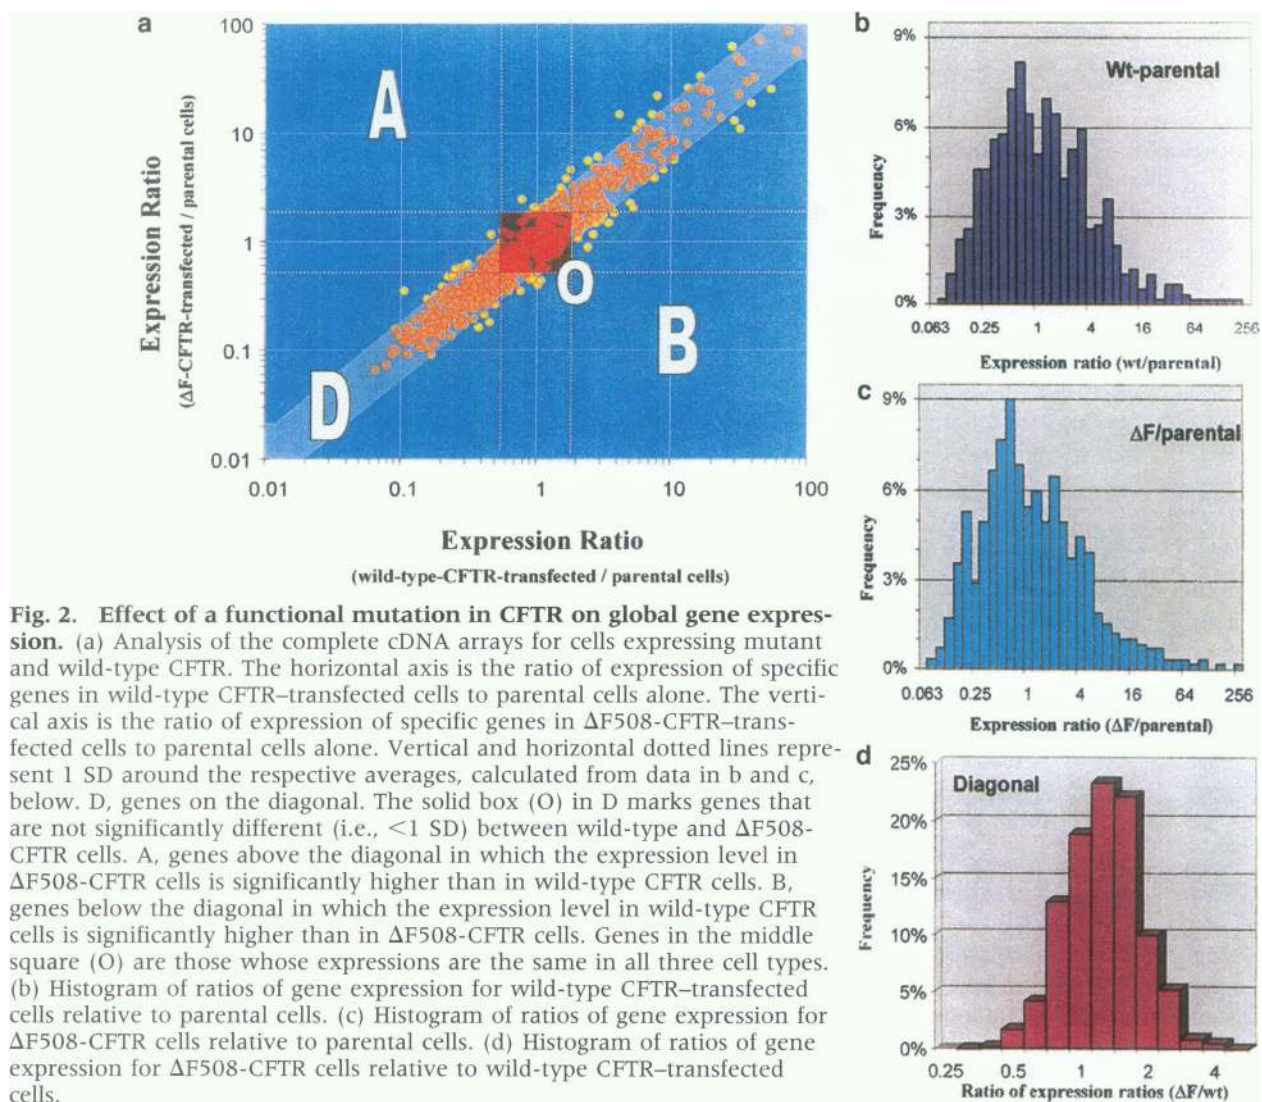 a
100
10
1
0.1
0.01
Expression Ratio
(ΔF-CFTR-transfected / parental cells)
A
O
B
D
0.01 0.1 1 10 100
Expression Ratio
(wild-type-CFTR-transfected / parental cells)
b
9%
6%
3%
0%
Frequency
Wt-parental
0.063 0.25 1 4 16 64 256
Expression ratio (wt/parental)
c
9%
6%
3%
0%
Frequency
ΔF/parental
0.063 0.25 1 4 16 64 256
Expression ratio (ΔF/parental)
d
25%
20%
15%
10%
5%
0%
Frequency
Diagonal
0.25 0.5 1 2 4
Ratio of expression ratios (ΔF/wt)
Fig. 2. Effect of a functional mutation in CFTR on global gene expres-
sion. (a) Analysis of the complete cDNA arrays for cells expressing mutant
and wild-type CFTR. The horizontal axis is the ratio of expression of specific
genes in wild-type CFTR–transfected cells to parental cells alone. The verti-
cal axis is the ratio of expression of specific genes in ΔF508-CFTR–trans-
fected cells to parental cells alone. Vertical and horizontal dotted lines repre-
sent 1 SD around the respective averages, calculated from data in b and c,
below. D, genes on the diagonal. The solid box (O) in D marks genes that
are not significantly different (i.e., <1 SD) between wild-type and ΔF508-
CFTR cells. A, genes above the diagonal in which the expression level in
ΔF508-CFTR cells is significantly higher than in wild-type CFTR cells. B,
genes below the diagonal in which the expression level in wild-type CFTR
cells is significantly higher than in ΔF508-CFTR cells. Genes in the middle
square (O) are those whose expressions are the same in all three cell types.
(b) Histogram of ratios of gene expression for wild-type CFTR–transfected
cells relative to parental cells. (c) Histogram of ratios of gene expression for
ΔF508-CFTR cells relative to parental cells. (d) Histogram of ratios of gene
expression for ΔF508-CFTR cells relative to wild-type CFTR–transfected
cells.